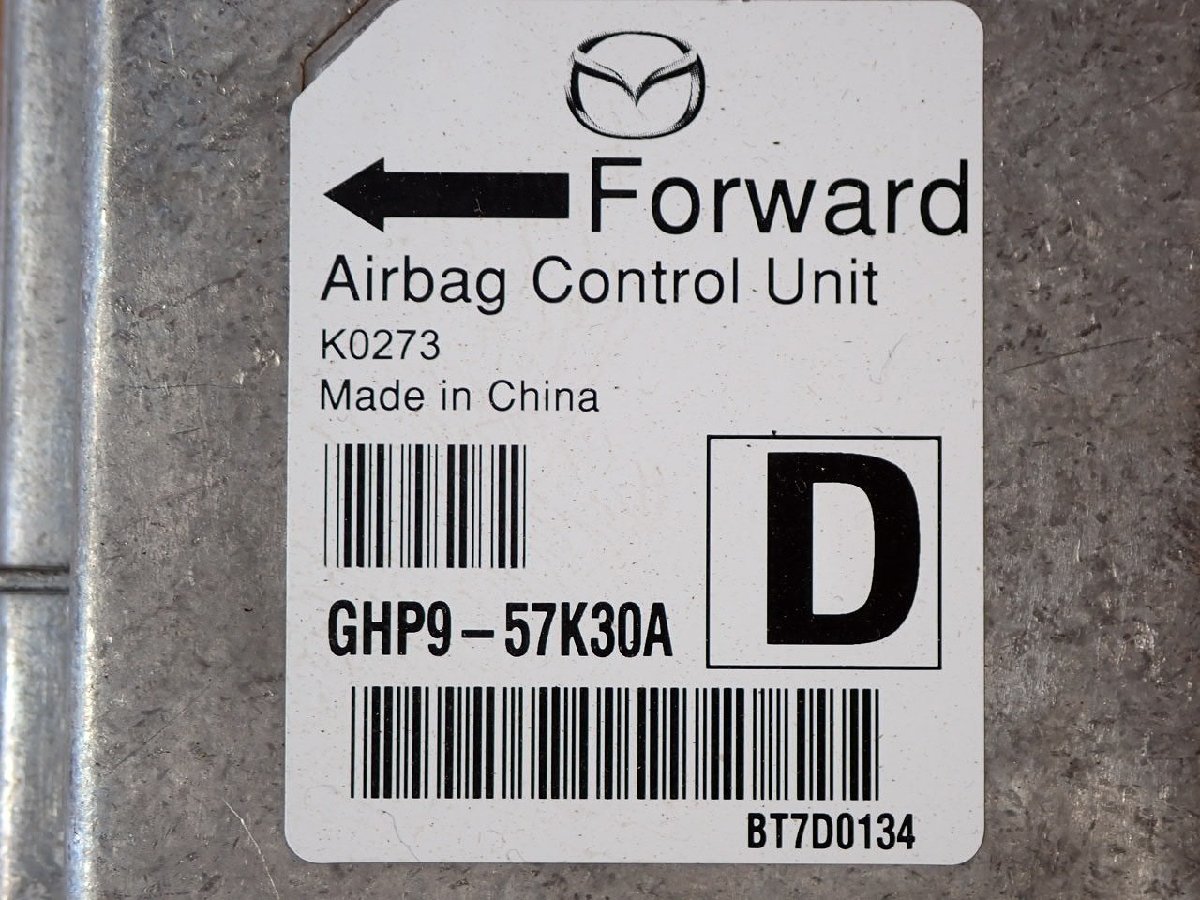 Forward
Airbag Control Unit
K0273
Made in China
D
GHP9-57K30A
BT7D0134